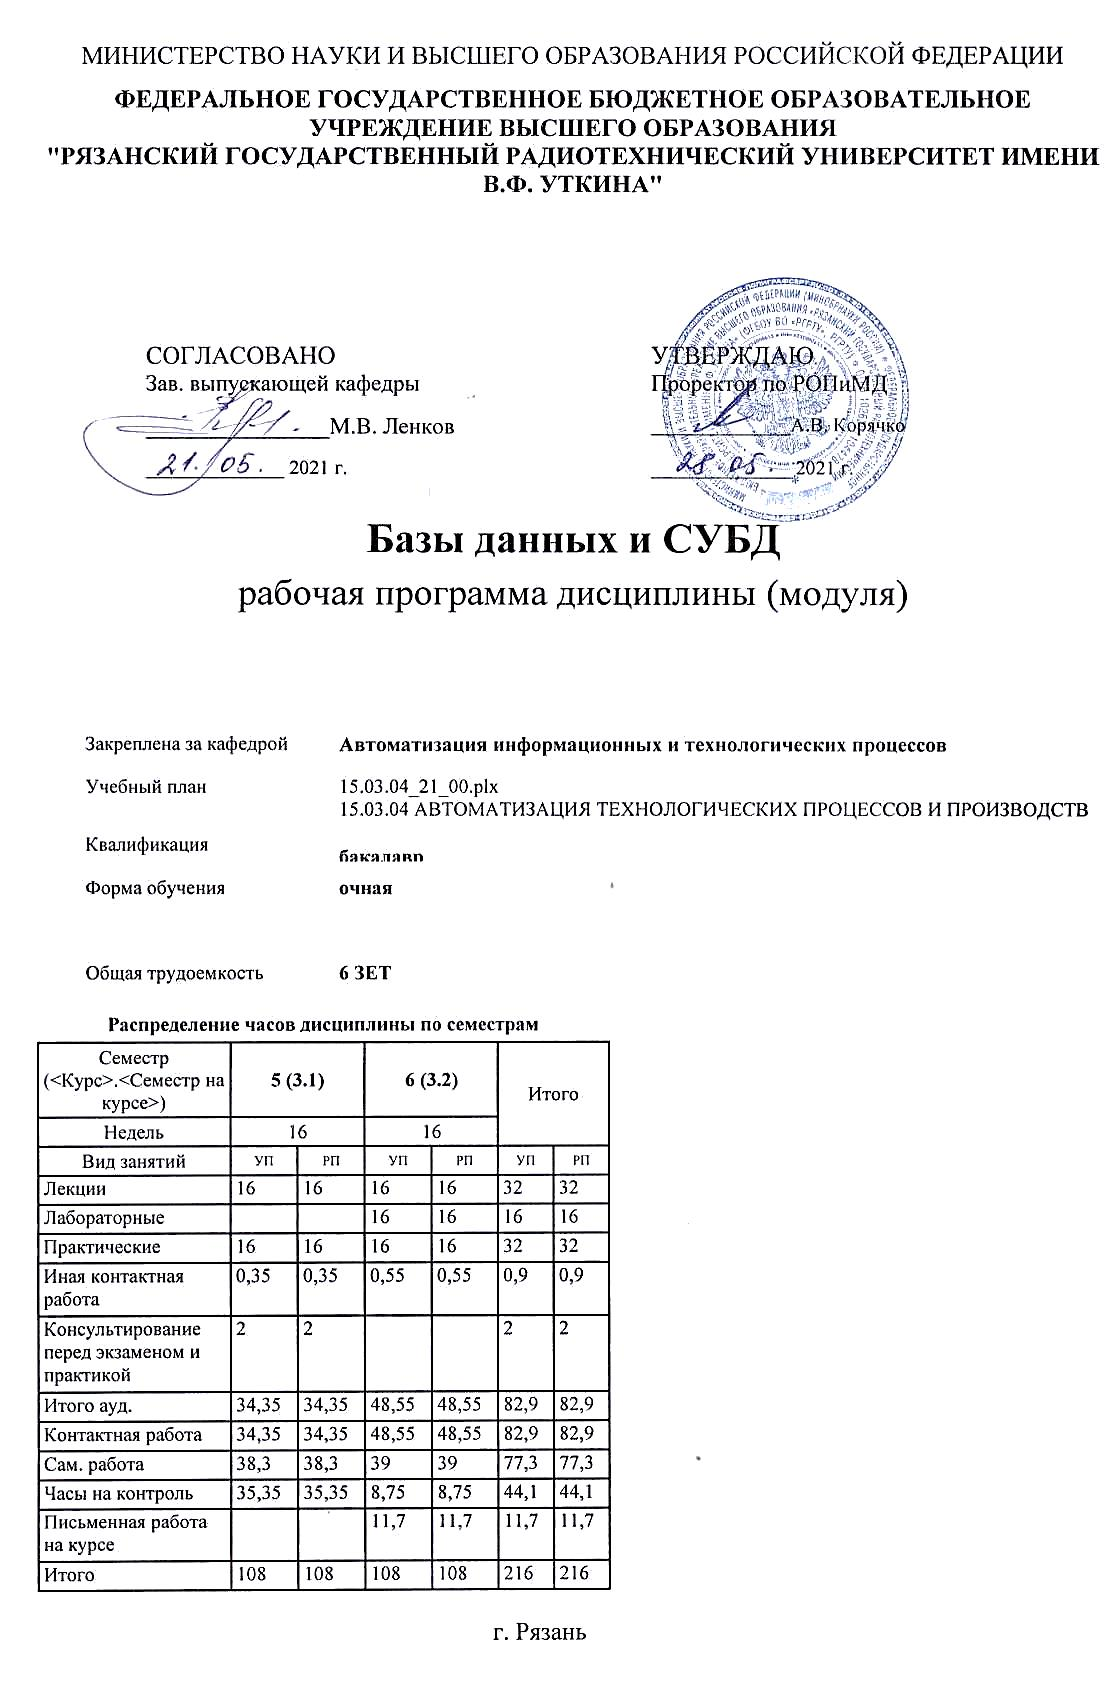 МИНИСТЕРСТВО НАУКИ И ВЫСШЕГО ОБРАЗОВАНИЯ РОССИЙСКОЙ ФЕДЕРАЦИИ
ФЕДЕРАЛЬНОЕ ГОСУДАРСТВЕННОЕ БЮДЖЕТНОЕ ОБРАЗОВАТЕЛЬНОЕ
УЧРЕЖДЕНИЕ ВЫСШЕГО ОБРАЗОВАНИЯ
"РЯЗАНСКИЙ ГОСУДАРСТВЕННЫЙ РАДИОТЕХНИЧЕСКИЙ УНИВЕРСИТЕТ ИМЕНИ
В.Ф. УТКИНА"
СОГЛАСОВАНО
Зав. выпускающей кафедры
М.В. Ленков
21.05. 2021 г.
УТВЕРЖДАЮ
Проректор по РОПиМД
А.В. Корячко
28.05. 2021 г.
Базы данных и СУБД
рабочая программа дисциплины (модуля)
Закреплена за кафедрой Автоматизация информационных и технологических процессов
Учебный план 15.03.04_21_00.plx
15.03.04 АВТОМАТИЗАЦИЯ ТЕХНОЛОГИЧЕСКИХ ПРОЦЕССОВ И ПРОИЗВОДСТВ
Квалификация бакалавр
Форма обучения очная
Общая трудоемкость 6 ЗЕТ
Распределение часов дисциплины по семестрам
Семестр
(<Курс>.<Семестр на
курсе>) 5 (3.1) 6 (3.2) Итого
Недель 16 16
Вид занятий УП РП УП РП УП РП
Лекции 16 16 16 16 32 32
Лабораторные 16 16 16 16
Практические 16 16 16 16 32 32
Иная контактная
работа 0,35 0,35 0,55 0,55 0,9 0,9
Консультирование
перед экзаменом и
практикой 2 2 2 2
Итого ауд. 34,35 34,35 48,55 48,55 82,9 82,9
Контактная работа 34,35 34,35 48,55 48,55 82,9 82,9
Сам. работа 38,3 38,3 39 39 77,3 77,3
Часы на контроль 35,35 35,35 8,75 8,75 44,1 44,1
Письменная работа
на курсе 11,7 11,7 11,7 11,7
Итого 108 108 108 108 216 216
г. Рязань